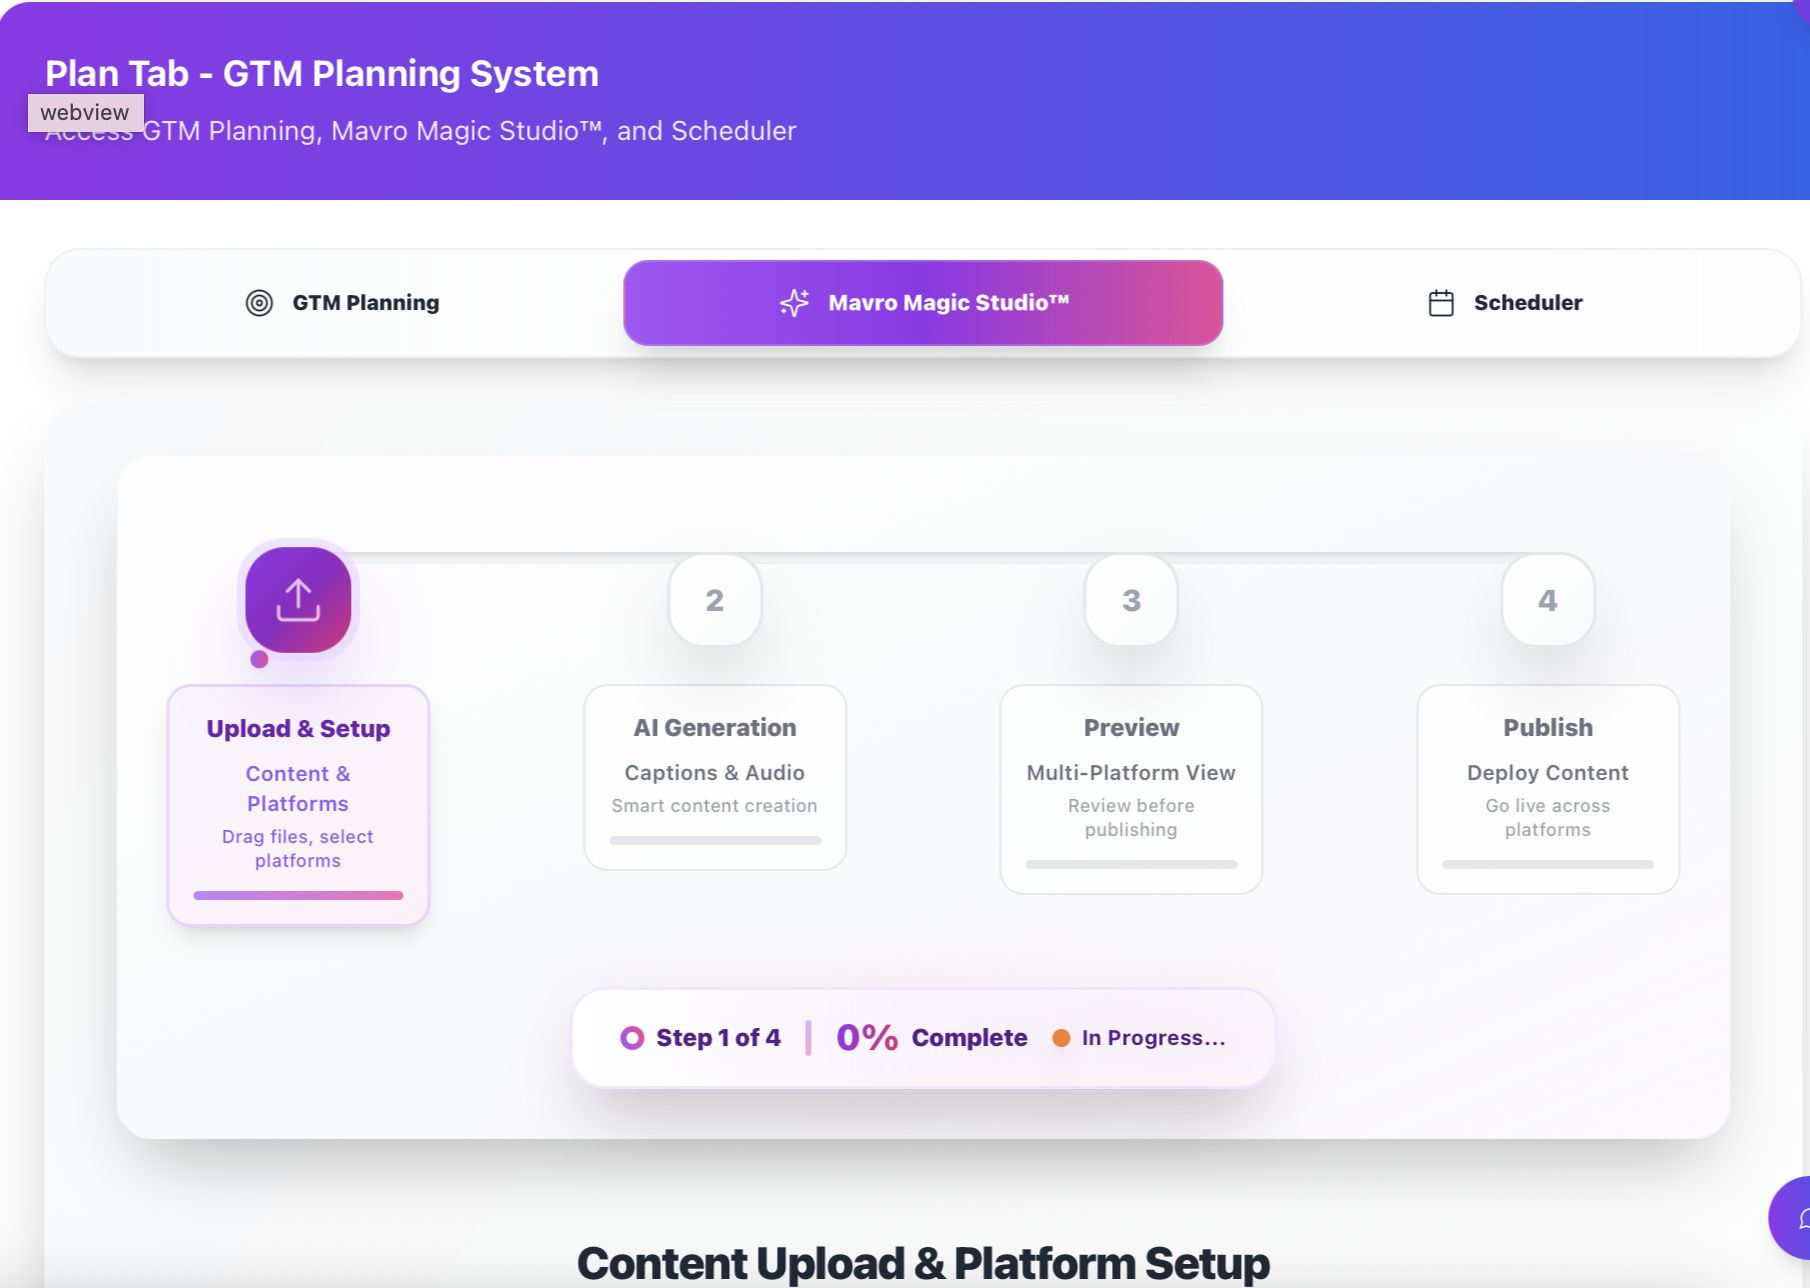 Plan Tab - GTM Planning System
webview
Access GTM Planning, Mavro Magic Studio™, and Scheduler
GTM Planning
Mavro Magic Studio™
Scheduler
2
3
4
Upload & Setup
Content &
Platforms
Drag files, select
platforms
AI Generation
Captions & Audio
Smart content creation
Preview
Multi-Platform View
Review before
publishing
Publish
Deploy Content
Go live across
platforms
Step 1 of 4
0% Complete
In Progress...
Content Upload & Platform Setup